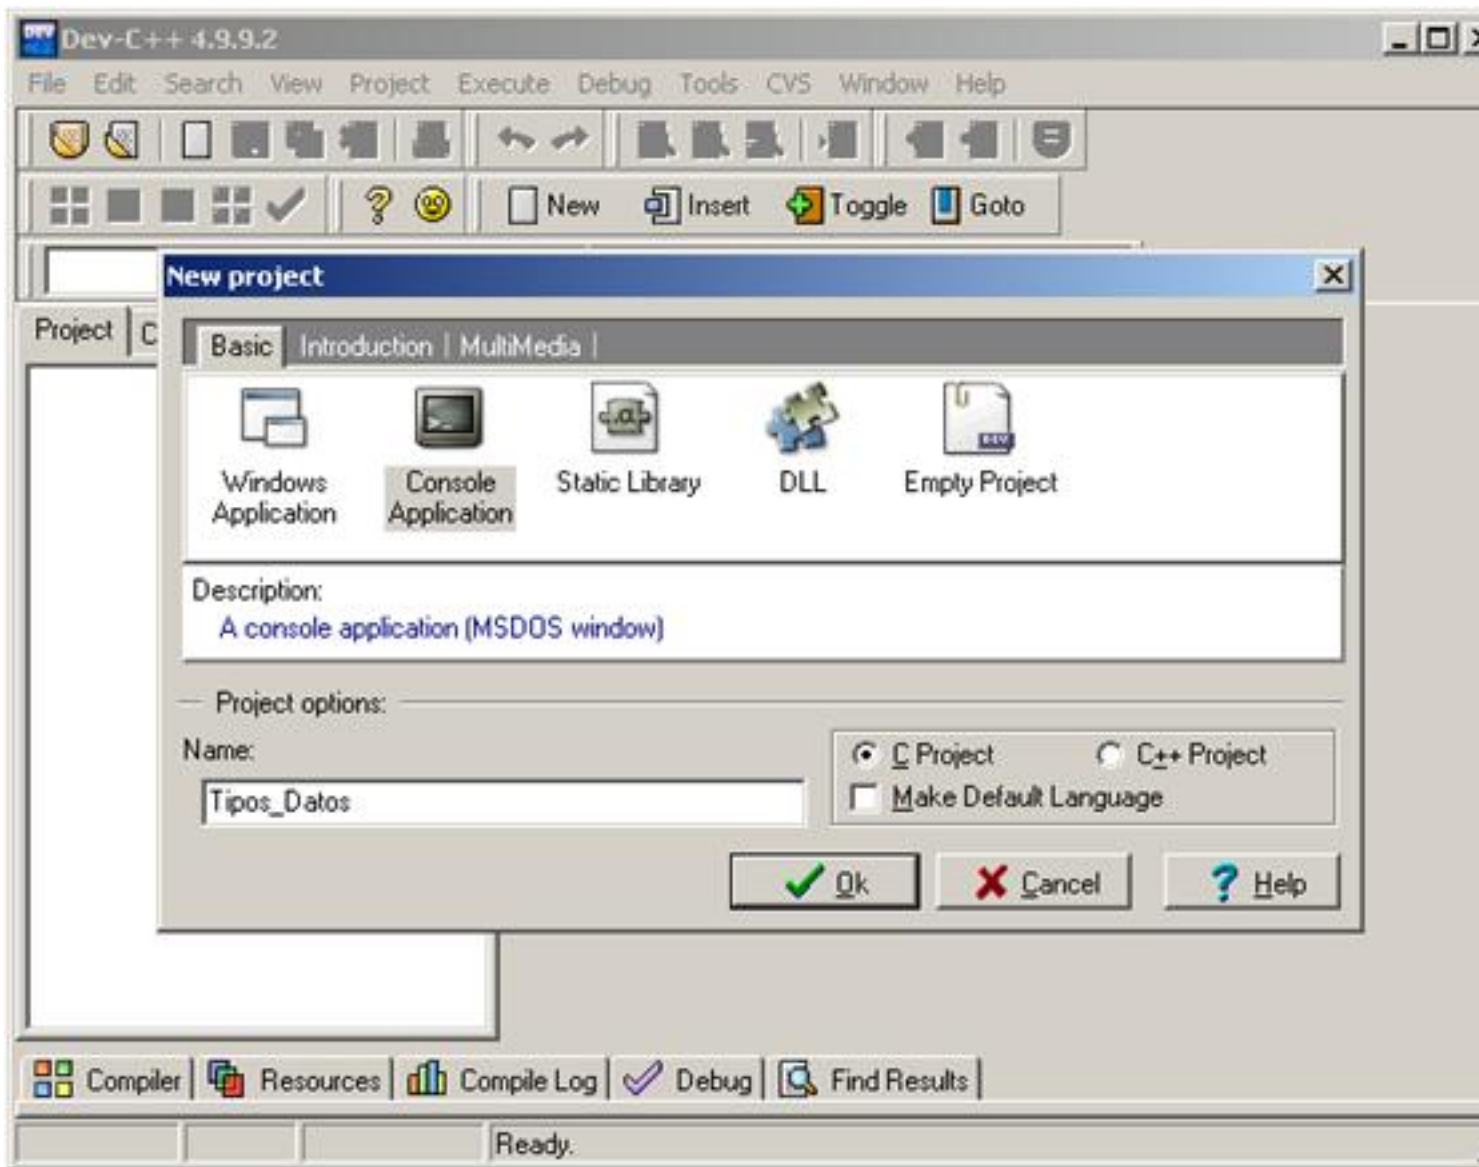 Dev-C++ 4.9.9.2
File Edit Search View Project Execute Debug Tools CVS Window Help
New Insert Toggle Goto
New project
Project C
Basic Introduction MultiMedia
Windows Application
Console Application
Static Library
DLL
Empty Project
Description:
A console application (MSDOS window)
Project options:
Name:
C Project C++ Project
Tipos_Datos
Make Default Language
Ok Cancel Help
Compiler Resources Compile Log Debug Find Results
Ready.